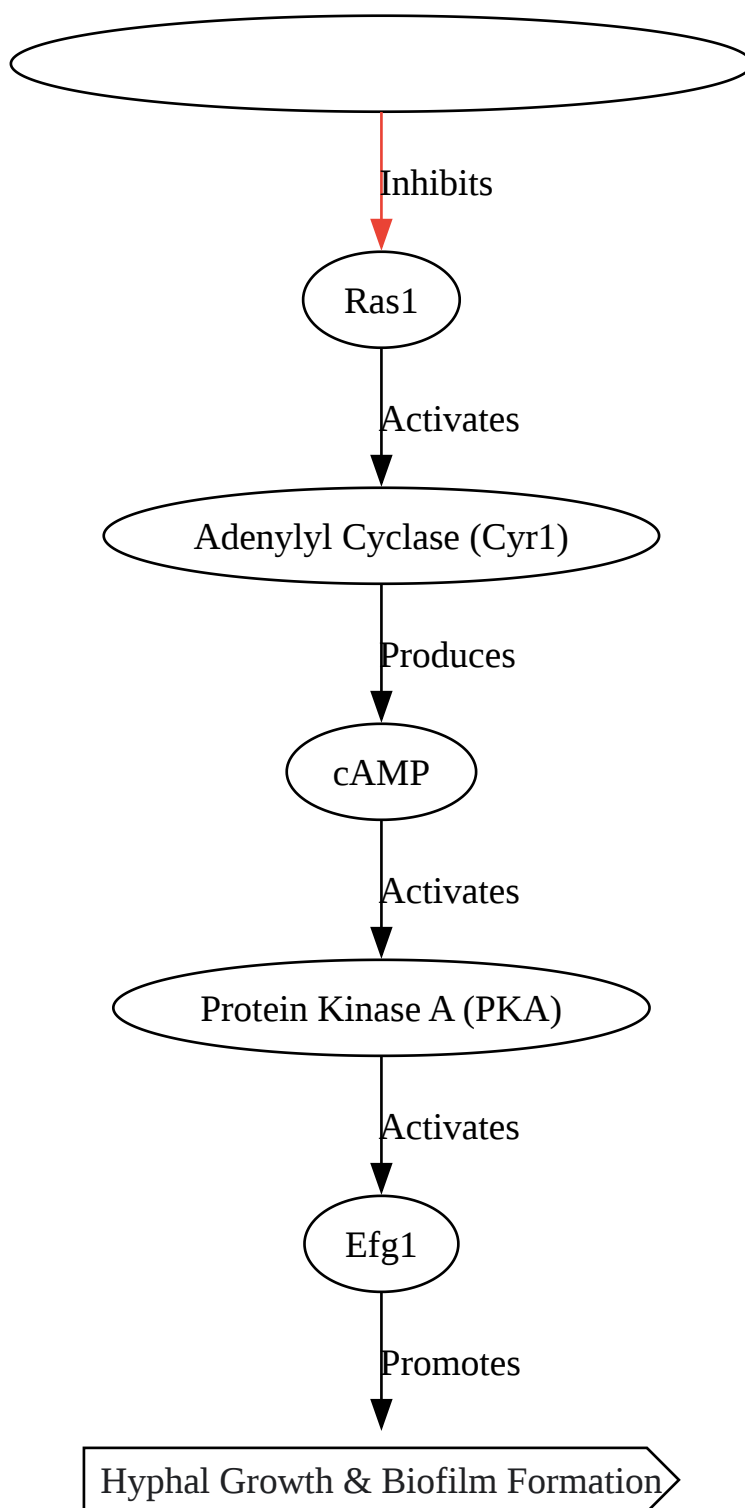 Inhibits
Ras1
Activates
Adenylyl Cyclase (Cyr1)
Produces
cAMP
Activates
Protein Kinase A (PKA)
Activates
Efg1
Promotes
Hyphal Growth & Biofilm Formation